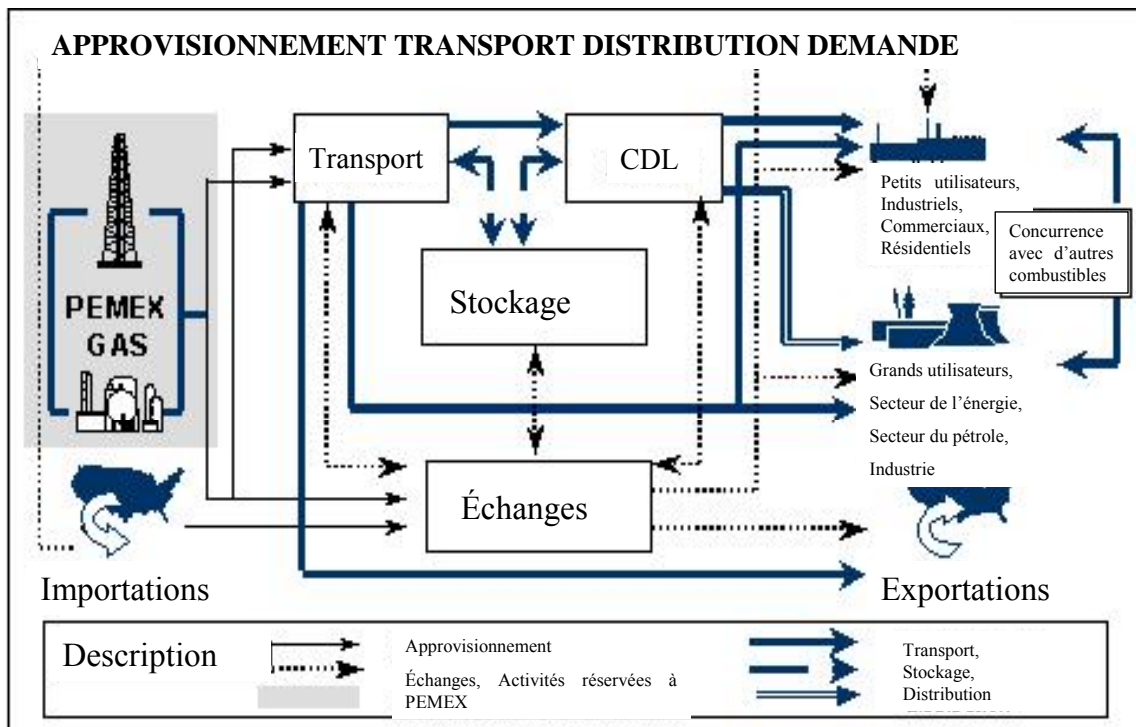 APPROVISIONNEMENT TRANSPORT DISTRIBUTION DEMANDE
Transport
CDL
Petits utilisateurs,
Industriels,
Commerciaux,
Résidentiels
Concurrence
avec d'autres
combustibles
PEMEX
GAS
Stockage
Grands utilisateurs,
Secteur de l'énergie,
Secteur du pétrole,
Industrie
Échanges
Importations
Exportations
Description
Approvisionnement
Échanges, Activités réservées à
PEMEX
Transport,
Stockage,
Distribution